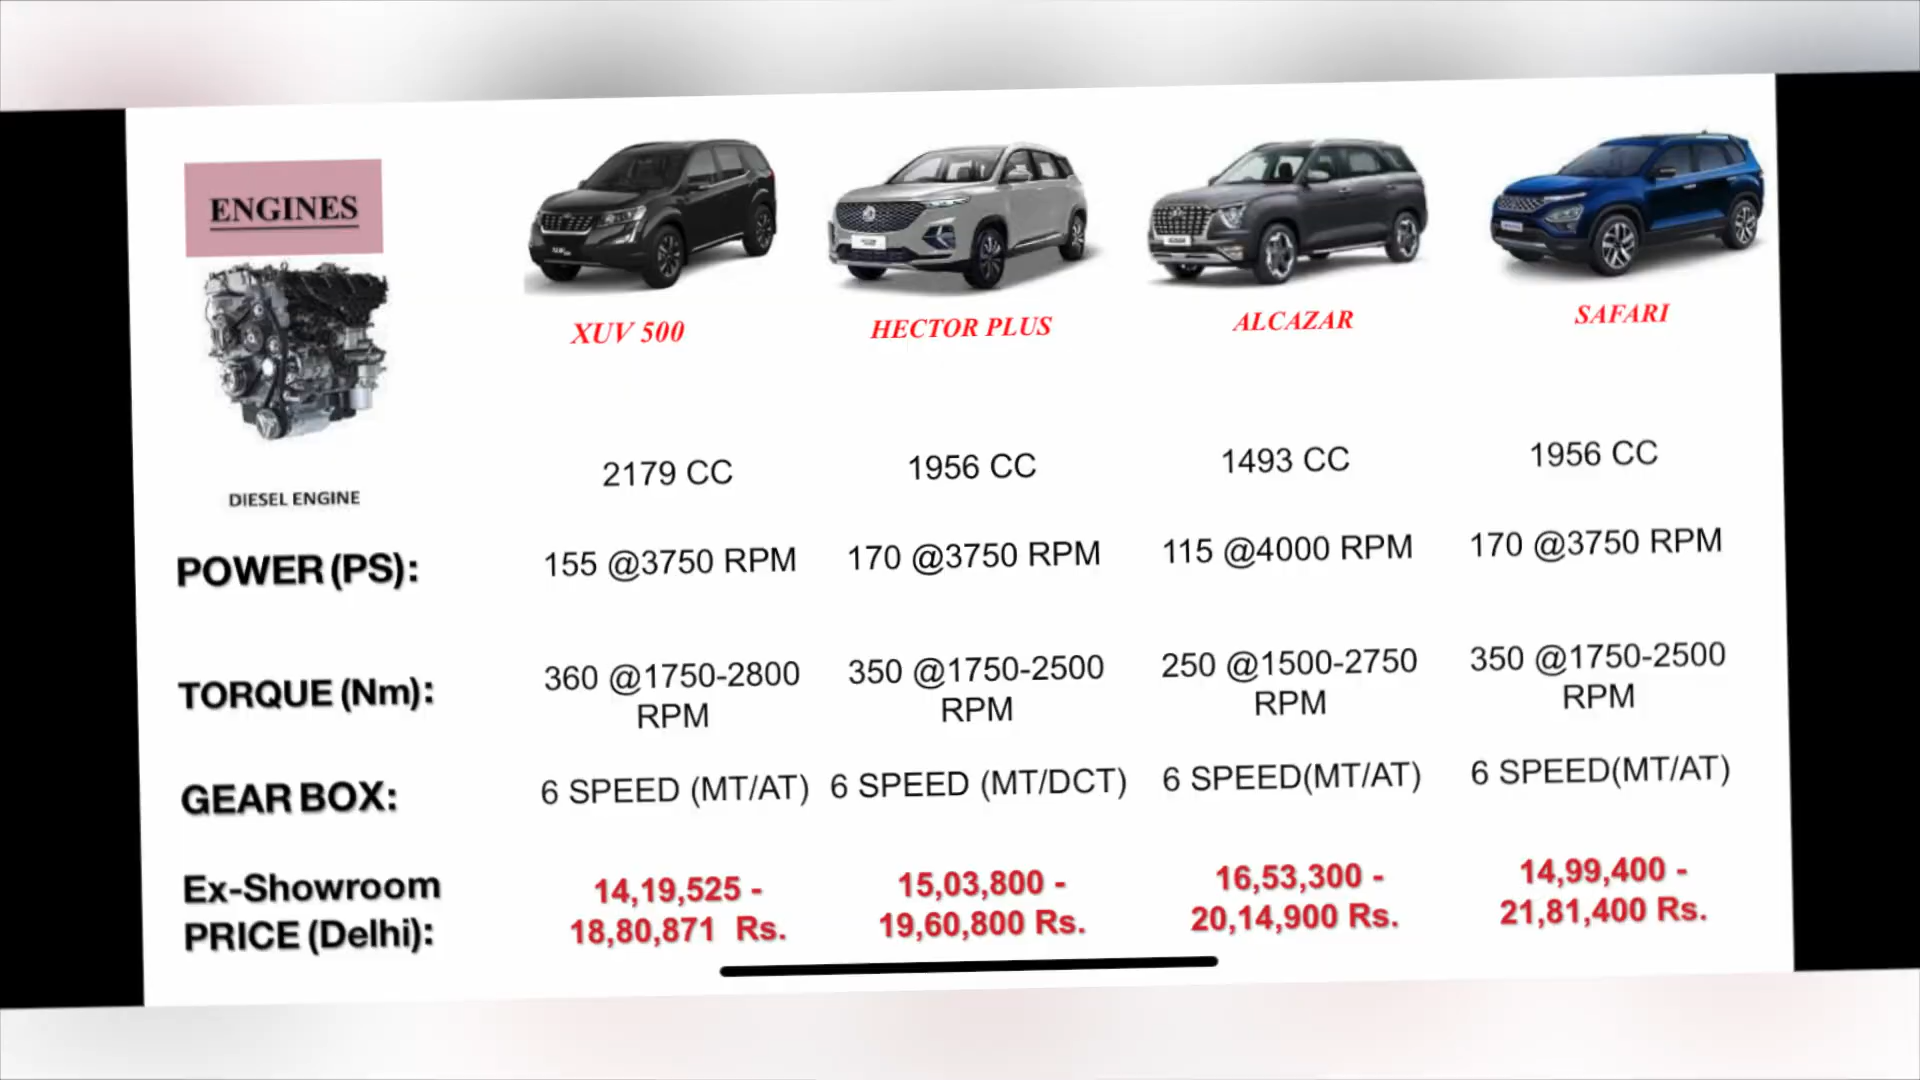 ENGINES
XUV 500 HECTOR PLUS ALCAZAR SAFARI
DIESEL ENGINE 2179 CC 1956 CC 1493 CC 1956 CC
POWER (PS): 155 @3750 RPM 170 @3750 RPM 115 @4000 RPM 170 @3750 RPM
TORQUE (Nm): 360 @1750-2800 350 @1750-2500 250 @1500-2750 350 @1750-2500
RPM RPM RPM RPM
GEAR BOX: 6 SPEED (MT/AT) 6 SPEED (MT/DCT) 6 SPEED(MT/AT) 6 SPEED(MT/AT)
Ex-Showroom 14,19,525 - 15,03,800 - 16,53,300 - 14,99,400 -
PRICE (Delhi): 18,80,871 Rs. 19,60,800 Rs. 20,14,900 Rs. 21,81,400 Rs.